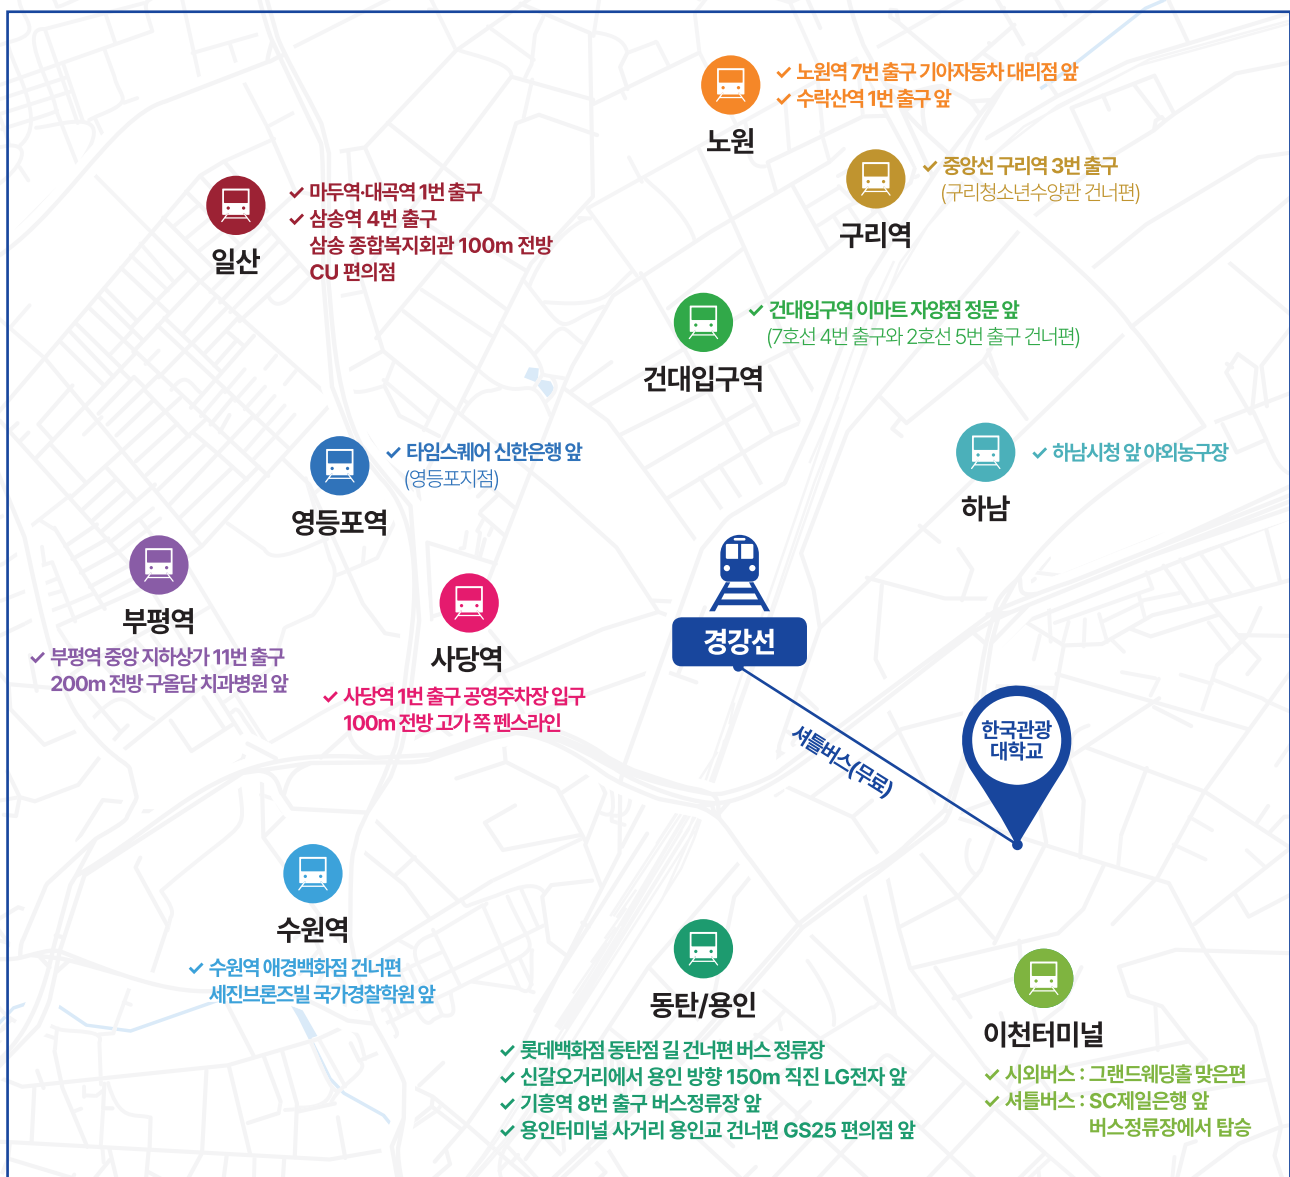 노원
✓ 노원역 7번 출구 기아자동차 대리점 앞
✓ 수락산역 1번 출구 앞
구리역
✓ 중앙선 구리역 3번 출구
(구리청소년수양관 건너편)
일산
✓ 마두역·대곡역 1번 출구
✓ 삼송역 4번 출구
삼송 종합복지회관 100m 전방
CU 편의점
건대입구역
✓ 건대입구역 이마트 자양점 정문 앞
(7호선 4번 출구와 2호선 5번 출구 건너편)
영등포역
✓ 타임스퀘어 신한은행 앞
(영등포지점)
하남
✓ 하남시청 앞 야외농구장
부평역
✓ 부평역 중앙 지하상가 11번 출구
200m 전방 구올담 치과병원 앞
사당역
✓ 사당역 1번 출구 공영주차장 입구
100m 전방 고가 쪽 펜스라인
경강선
셔틀버스(무료)
한국관광
대학교
수원역
✓ 수원역 애경백화점 건너편
세진브론즈빌 국가경찰학원 앞
동탄/용인
✓ 롯데백화점 동탄점 길 건너편 버스 정류장
✓ 신갈오거리에서 용인 방향 150m 직진 LG전자 앞
✓ 기흥역 8번 출구 버스정류장 앞
✓ 용인터미널 사거리 용인교 건너편 GS25 편의점 앞
이천터미널
✓ 시외버스 : 그랜드웨딩홀 맞은편
✓ 셔틀버스 : SC제일은행 앞
버스정류장에서 탑승